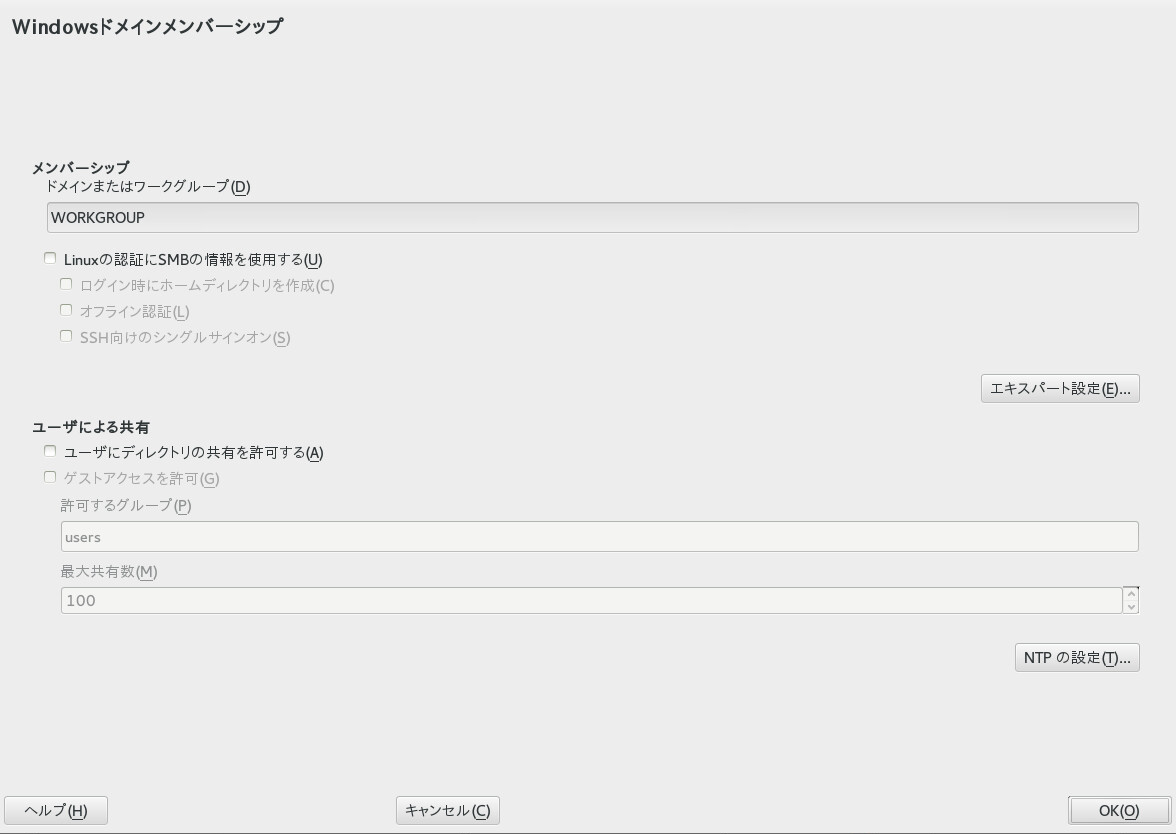 Windowsドメインメンバーシップ
メンバーシップ
ドメインまたはワークグループ(D)
WORKGROUP
Linuxの認証にSMBの情報を使用する(U)
ログイン時にホームディレクトリを作成(C)
オフライン認証(L)
SSH向けのシングルサインオン(S)
エキスパート設定(E)...
ユーザによる共有
ユーザにディレクトリの共有を許可する(A)
ゲストアクセスを許可(G)
許可するグループ(P)
users
最大共有数(M)
100
NTP の設定(T)...
ヘルプ(H)
キャンセル(C)
OK(O)